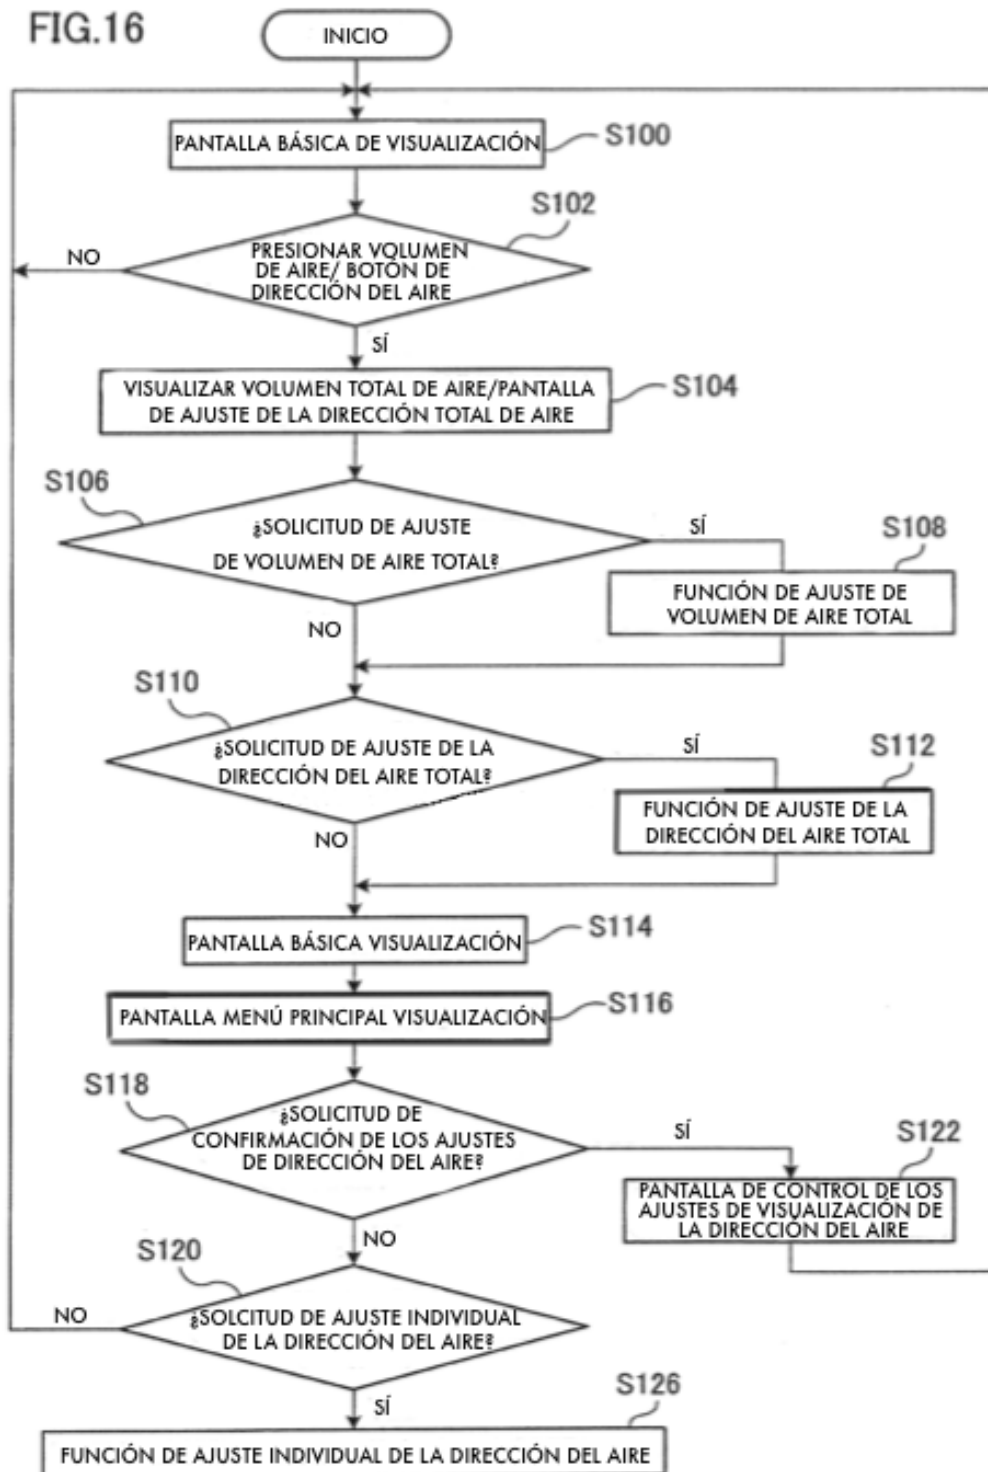 FIG.16
INICIO
PANTALLA BÁSICA DE VISUALIZACIÓN
S100
S102
PRESIONAR VOLUMEN
DE AIRE/ BOTÓN DE
DIRECCIÓN DEL AIRE
NO
SÍ
VISUALIZAR VOLUMEN TOTAL DE AIRE/PANTALLA
DE AJUSTE DE LA DIRECCIÓN TOTAL DE AIRE
S104
S106
¿SOLICITUD DE AJUSTE
DE VOLUMEN DE AIRE TOTAL?
SÍ
S108
FUNCIÓN DE AJUSTE DE
VOLUMEN DE AIRE TOTAL
NO
S110
¿SOLICITUD DE AJUSTE DE LA
DIRECCIÓN DEL AIRE TOTAL?
SÍ
S112
FUNCIÓN DE AJUSTE DE LA
DIRECCIÓN DEL AIRE TOTAL
NO
PANTALLA BÁSICA VISUALIZACIÓN
S114
PANTALLA MENÚ PRINCIPAL VISUALIZACIÓN
S116
S118
¿SOLICITUD DE
CONFIRMACIÓN DE LOS AJUSTES
DE DIRECCIÓN DEL AIRE?
SÍ
S122
PANTALLA DE CONTROL DE LOS
AJUSTES DE VISUALIZACIÓN DE
LA DIRECCIÓN DEL AIRE
NO
S120
¿SOLCITUD DE AJUSTE INDIVIDUAL
DE LA DIRECCIÓN DEL AIRE?
NO
SÍ
S126
FUNCIÓN DE AJUSTE INDIVIDUAL DE LA DIRECCIÓN DEL AIRE